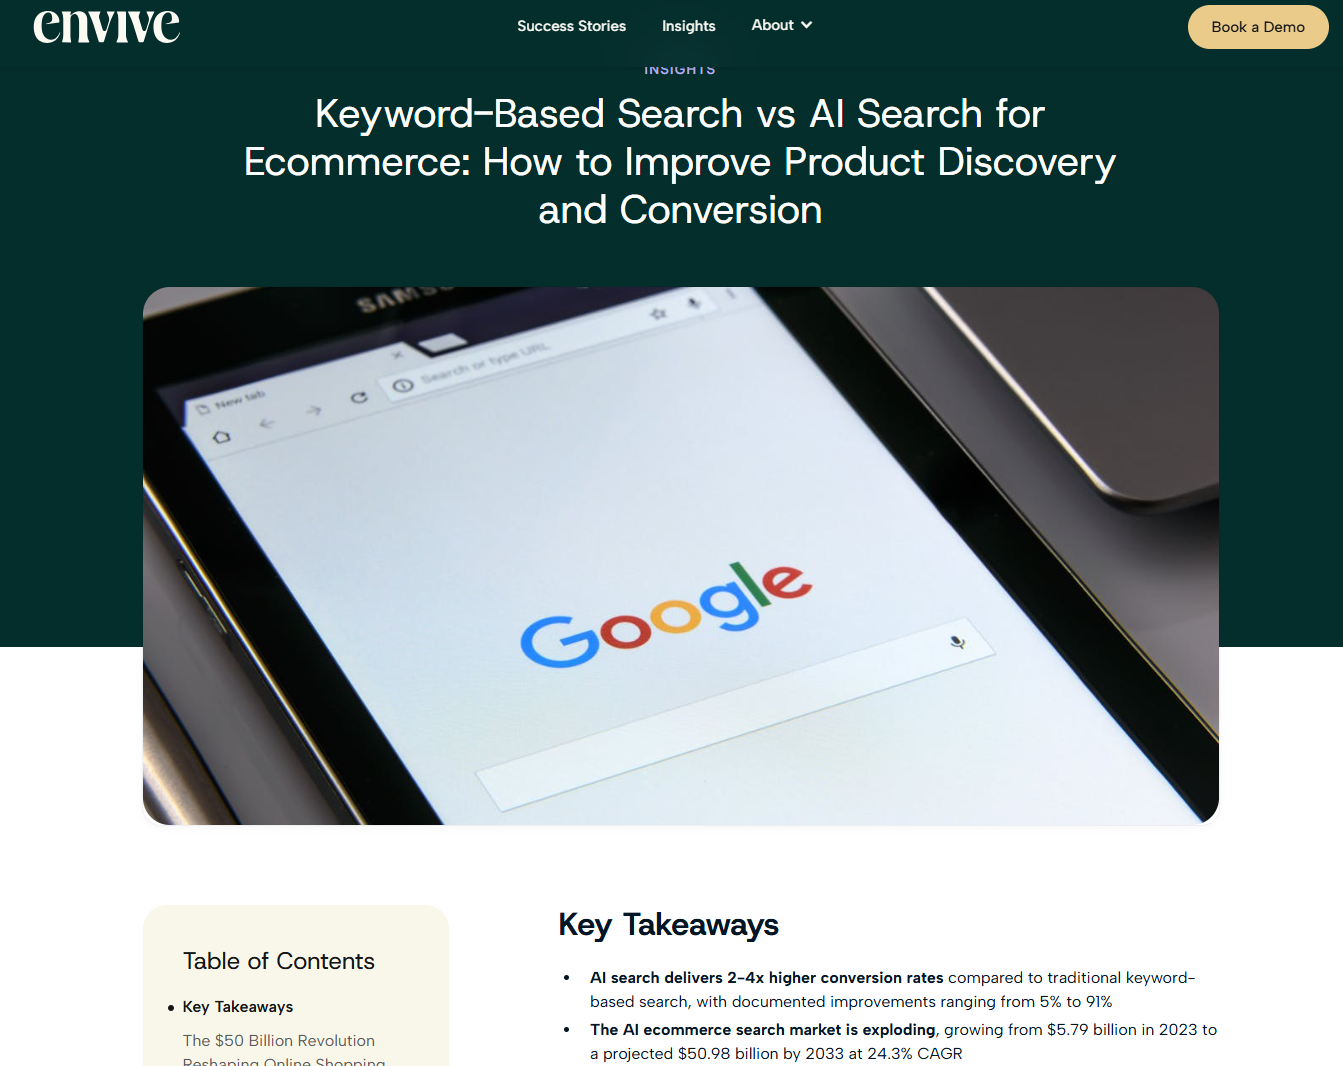 envive
Success Stories
Insights
About
Book a Demo
INSIGHTS
Keyword-Based Search vs AI Search for
Ecommerce: How to Improve Product Discovery
and Conversion
SAMS
New tab
Search or type URL
Google
Table of Contents
Key Takeaways
The $50 Billion Revolution
Reshaping Online Shopping
Key Takeaways
AI search delivers 2-4x higher conversion rates compared to traditional keyword-
based search, with documented improvements ranging from 5% to 91%
The AI ecommerce search market is exploding, growing from $5.79 billion in 2023 to
a projected $50.98 billion by 2033 at 24.3% CAGR